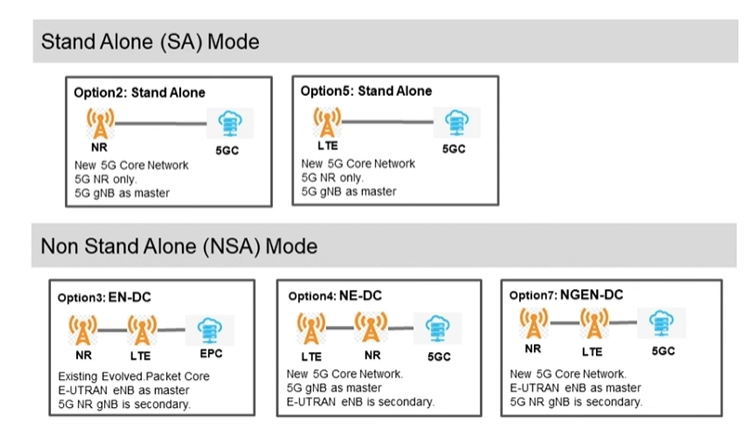 Stand Alone (SA) Mode
Option2: Stand Alone
NR
5GC
New 5G Core Network
5G NR only.
5G gNB as master
Option5: Stand Alone
LTE
5GC
New 5G Core Network
5G NR only.
5G gNB as master
Non Stand Alone (NSA) Mode
Option3: EN-DC
NR
LTE
EPC
Existing Evolved.Packet Core
E-UTRAN eNB as master
5G NR gNB is secondary.
Option4: NE-DC
LTE
NR
5GC
New 5G Core Network.
5G gNB as master
E-UTRAN eNB is secondary.
Option7: NGEN-DC
NR
LTE
5GC
New 5G Core Network.
E-UTRAN eNB as master
5G NR gNB is secondary.